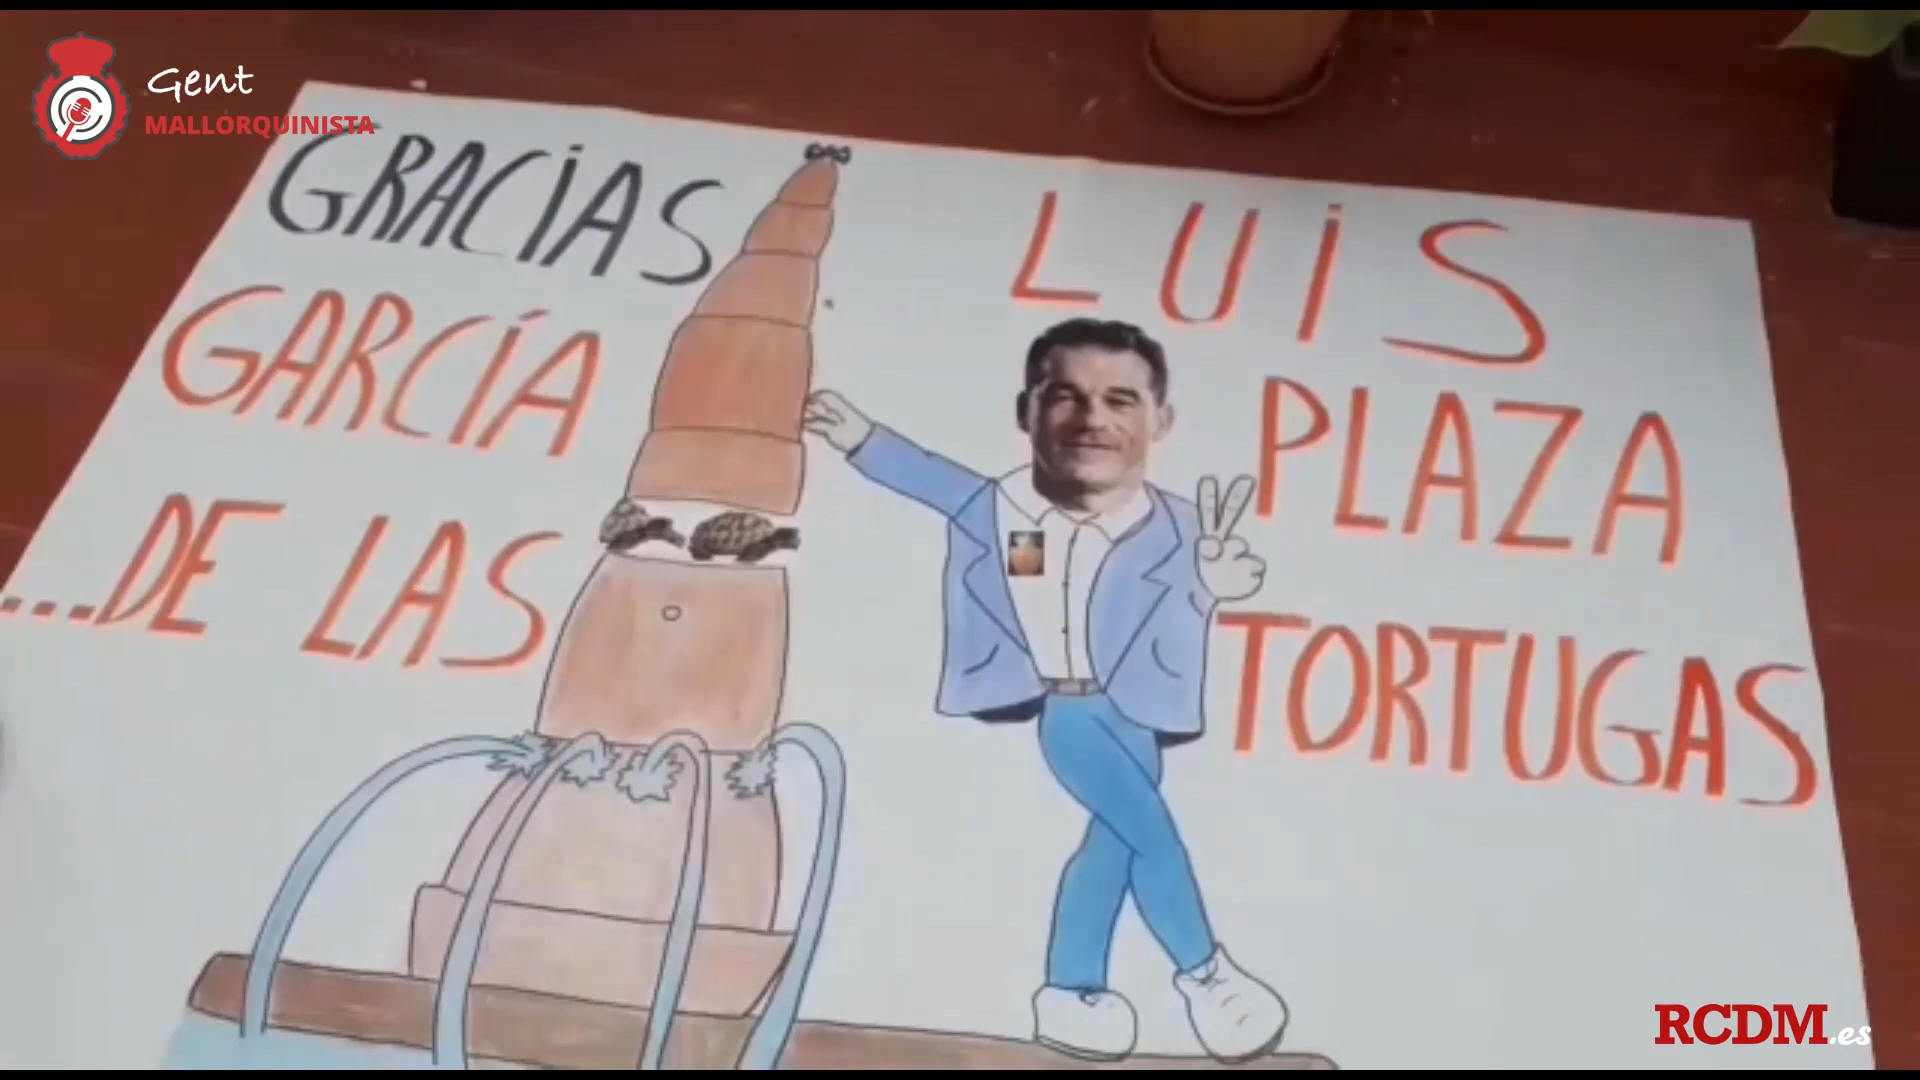 Gent
MALLORQUINISTA
GRACIAS LUIS
GARCÍA PLAZA
...DE LAS TORTUGAS
RCDM.es